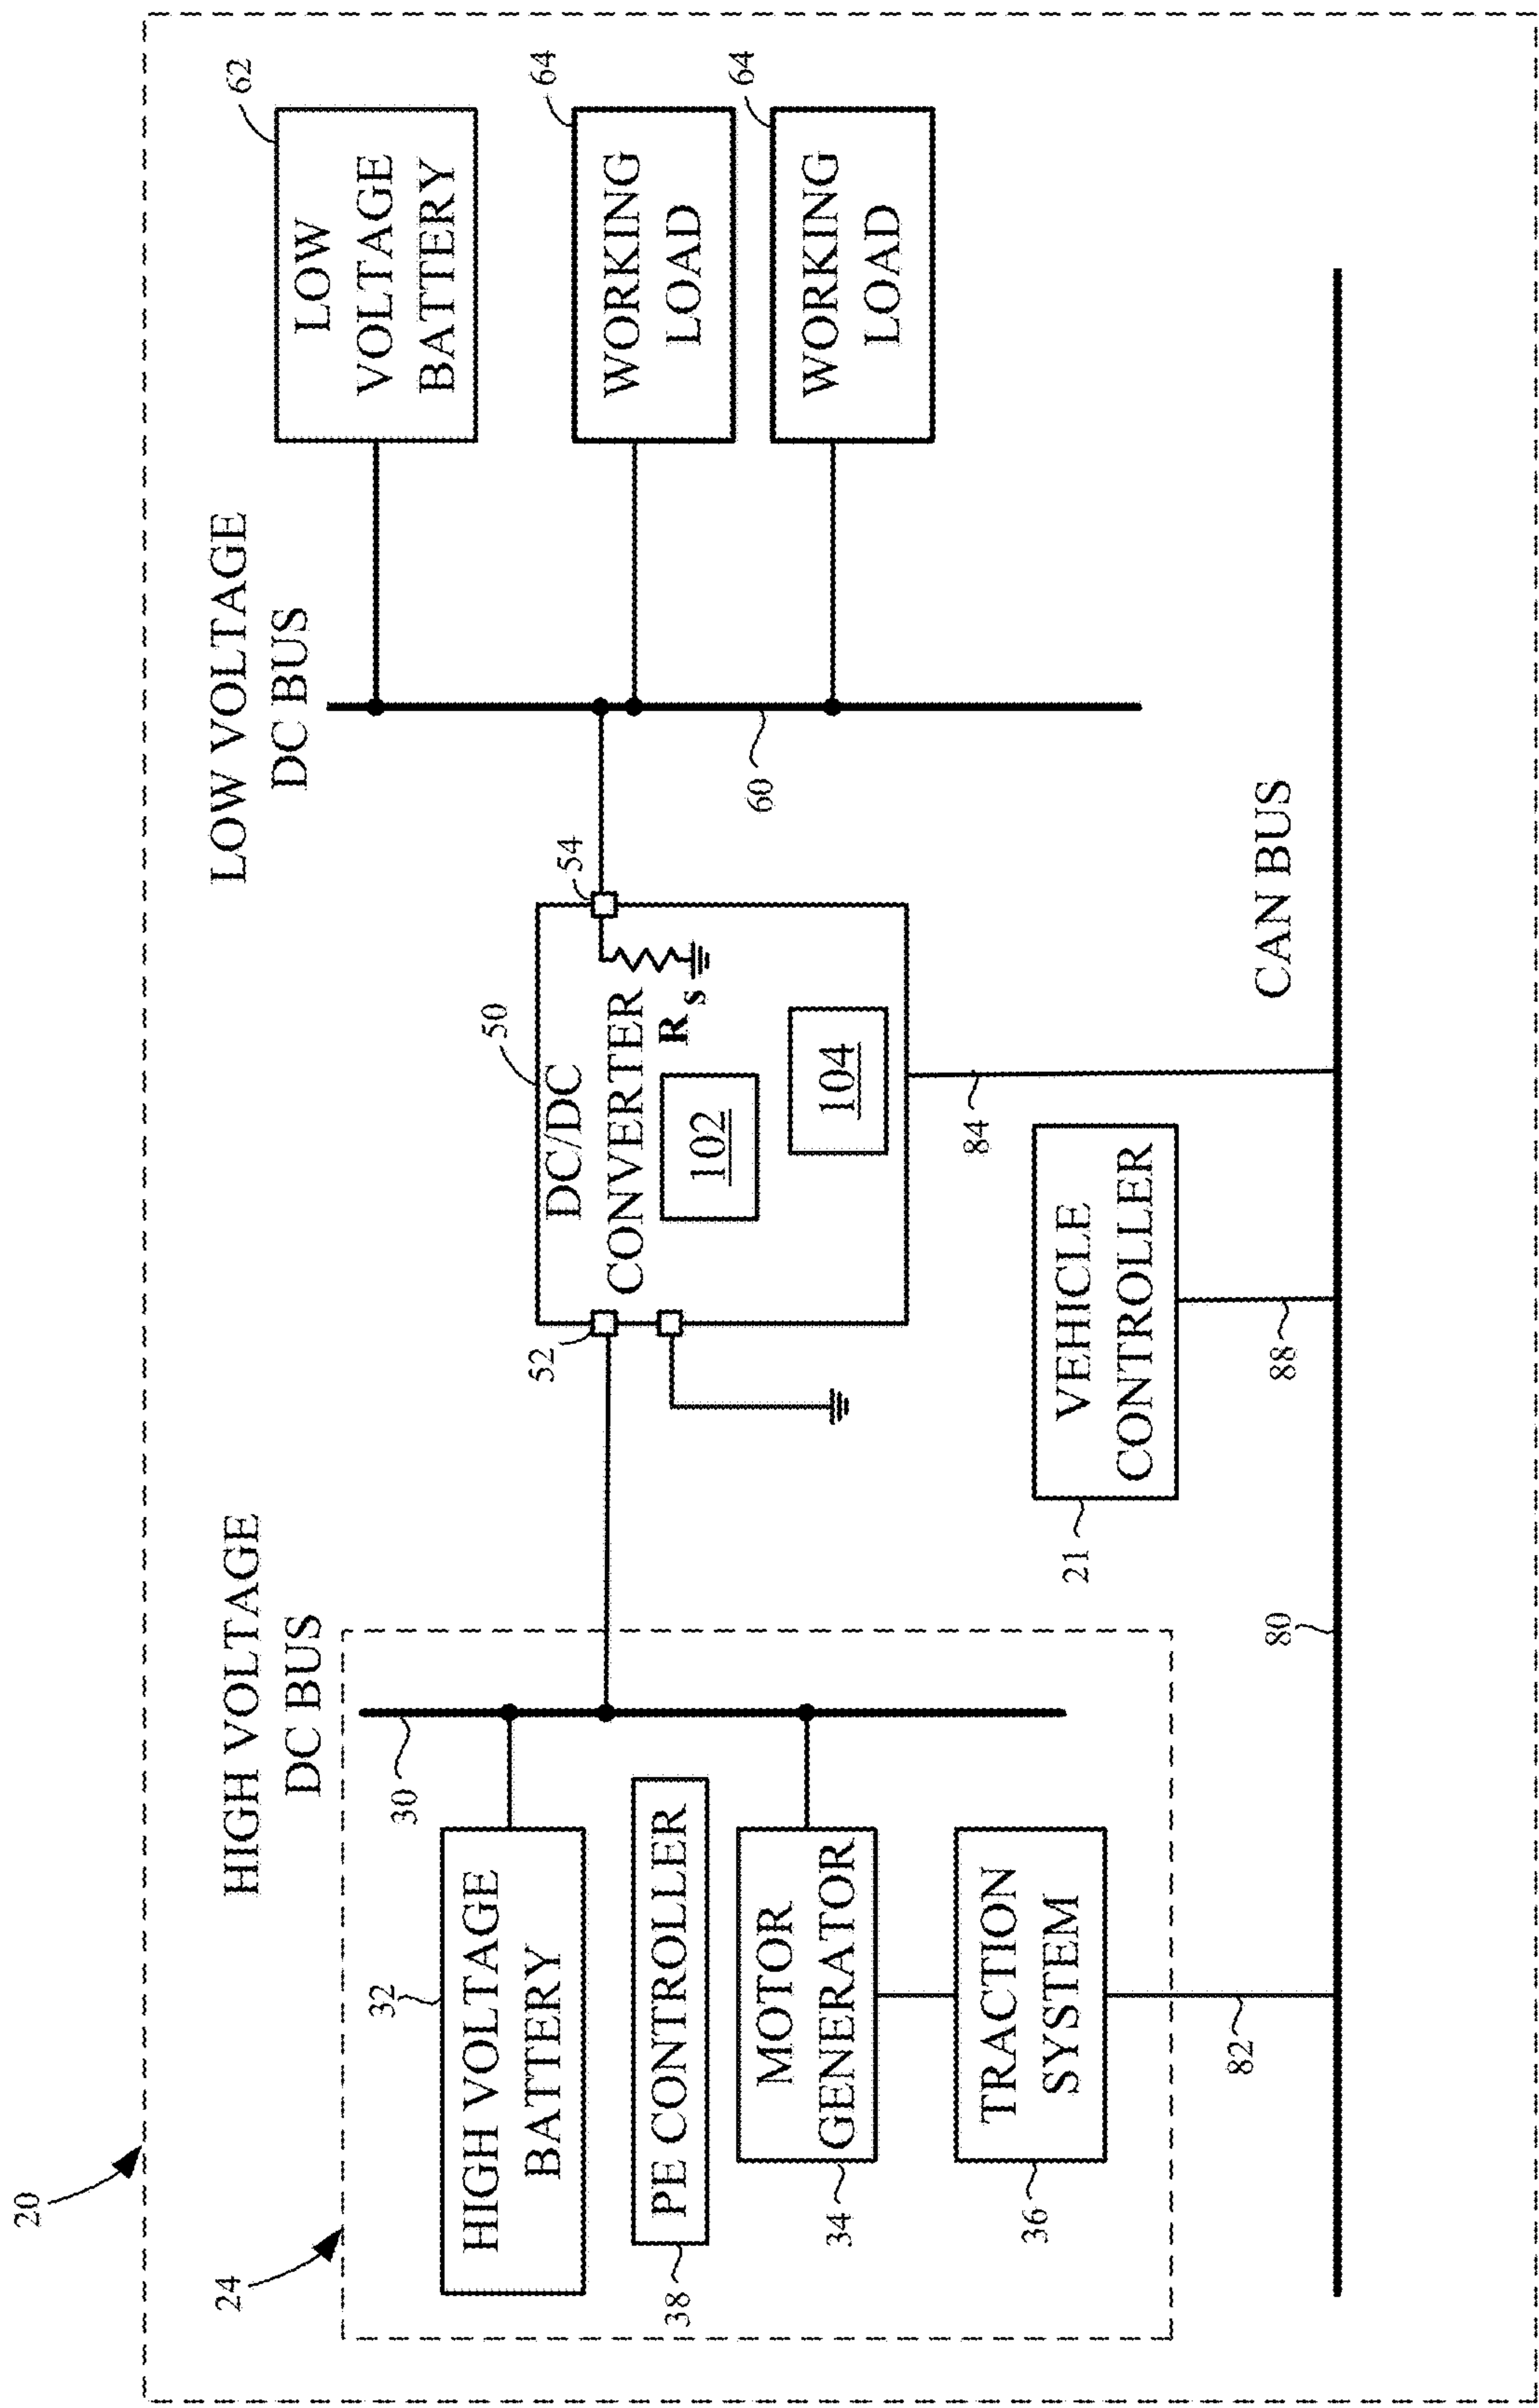 20
24
HIGH VOLTAGE
DC BUS
30
32
HIGH VOLTAGE
BATTERY
38
PE CONTROLLER
34
MOTOR
GENERATOR
36
TRACTION
SYSTEM
82
52
50
DC/DC
CONVERTER
R s
102
104
54
84
21
VEHICLE
CONTROLLER
88
80
CAN BUS
LOW VOLTAGE
DC BUS
60
62
LOW
VOLTAGE
BATTERY
64
WORKING
LOAD
64
WORKING
LOAD